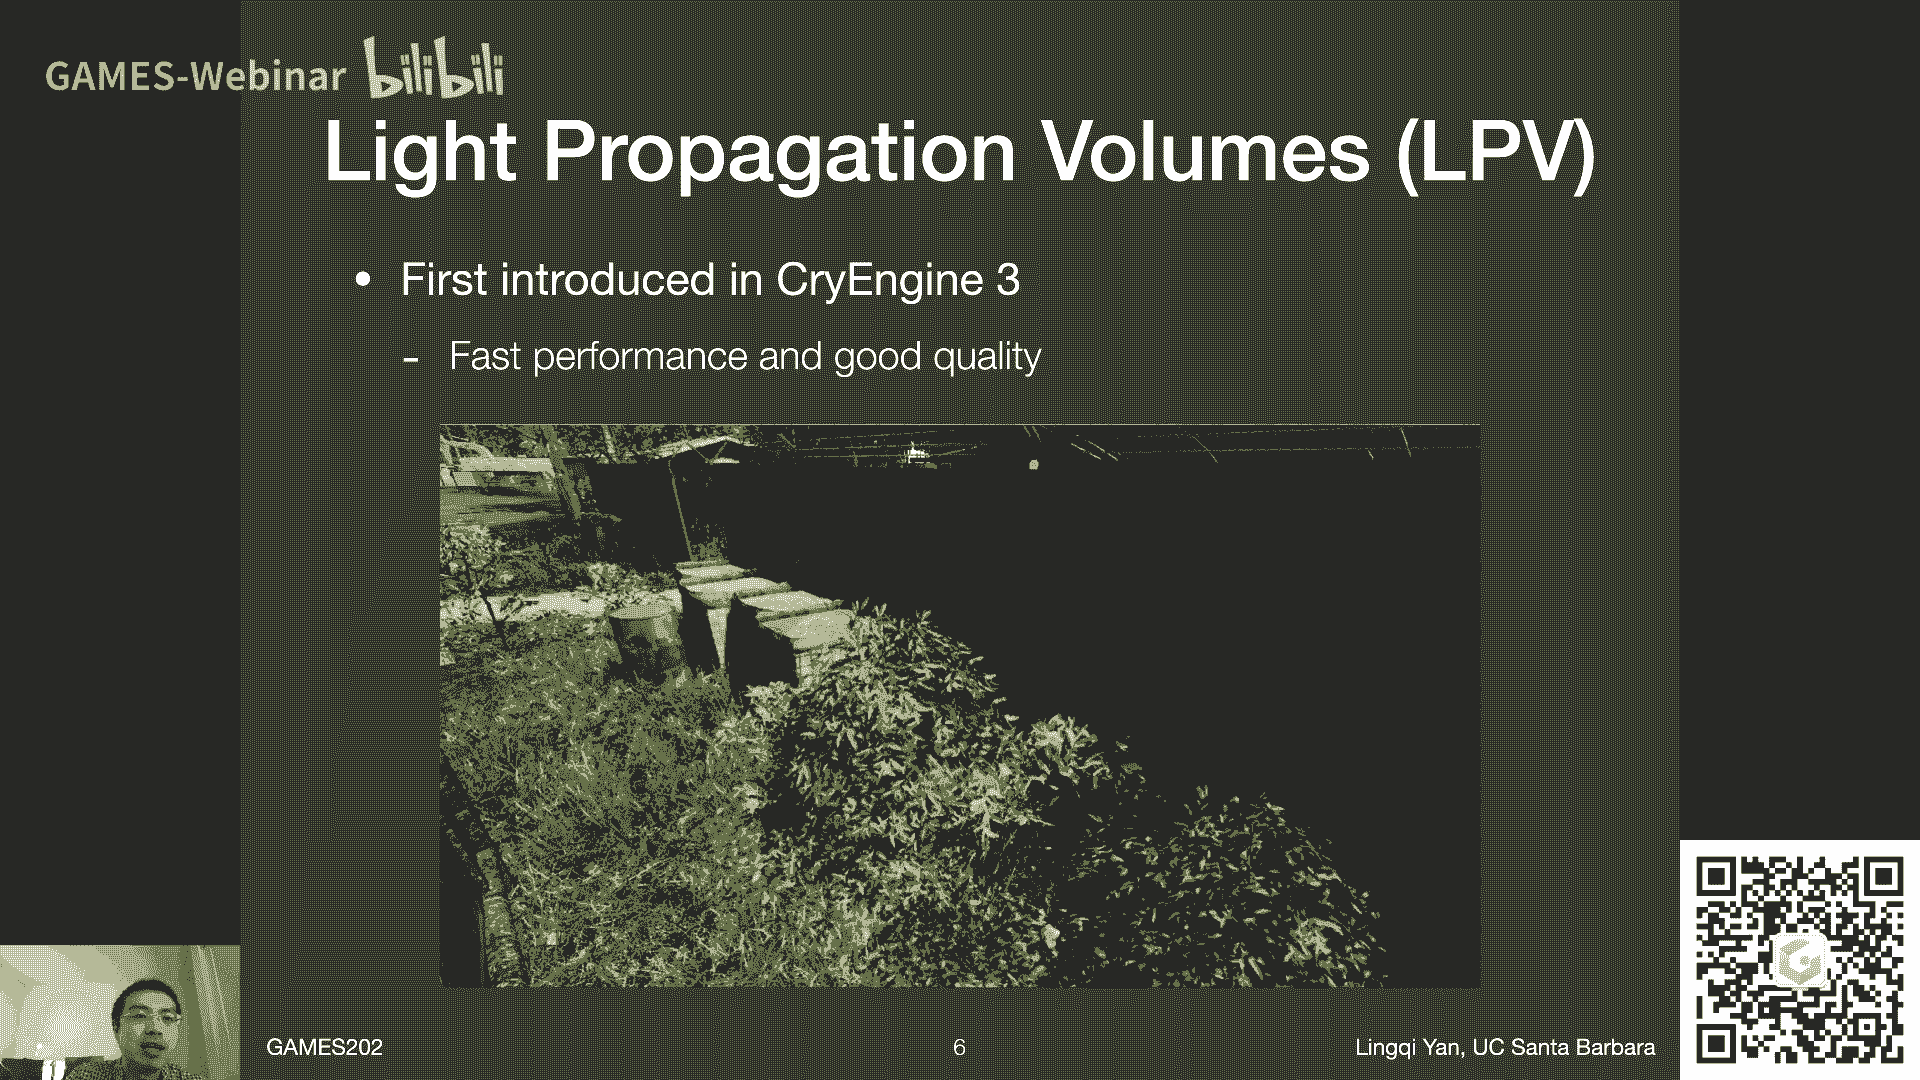 GAMES-Webinar bilibili
Light Propagation Volumes (LPV)
• First introduced in CryEngine 3
- Fast performance and good quality
GAMES202
6
Lingqi Yan, UC Santa Barbara